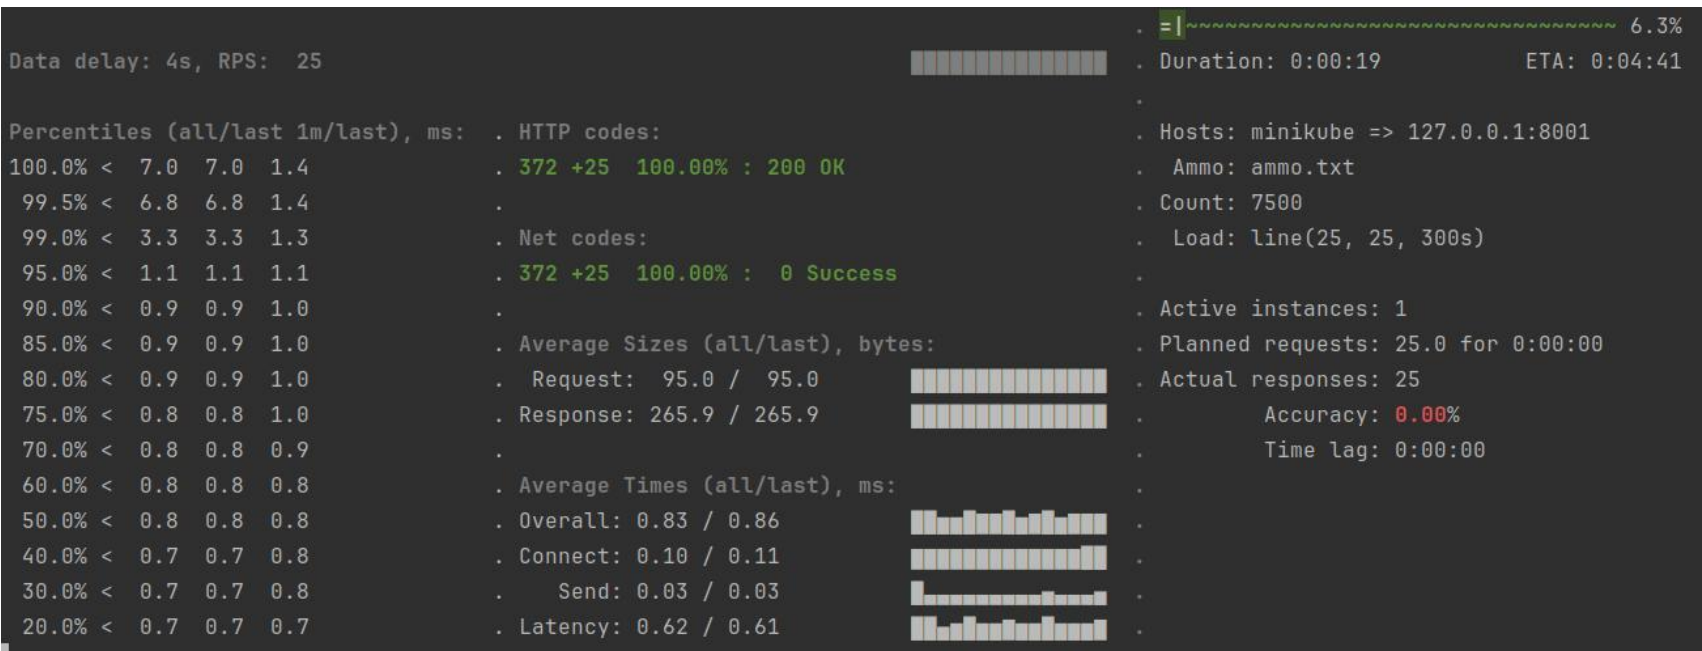 . =|~~~~~~~~~~~~~~~~~~~~~~~~~~~~~~~~~ 6.3%
Data delay: 4s, RPS:  25 . Duration: 0:00:19 ETA: 0:04:41
.
Percentiles (all/last 1m/last), ms: . HTTP codes: . Hosts: minikube => 127.0.0.1:8001
100.0% < 7.0 7.0 1.4 . 372 +25 100.00% : 200 OK . Ammo: ammo.txt
99.5% < 6.8 6.8 1.4 . . Count: 7500
99.0% < 3.3 3.3 1.3 . Net codes: . Load: line(25, 25, 300s)
95.0% < 1.1 1.1 1.1 . 372 +25 100.00% : 0 Success .
90.0% < 0.9 0.9 1.0 . . Active instances: 1
85.0% < 0.9 0.9 1.0 . Average Sizes (all/last), bytes: . Planned requests: 25.0 for 0:00:00
80.0% < 0.9 0.9 1.0 . Request: 95.0 / 95.0 . Actual responses: 25
75.0% < 0.8 0.8 1.0 . Response: 265.9 / 265.9 . Accuracy: 0.00%
70.0% < 0.8 0.8 0.9 . . Time lag: 0:00:00
60.0% < 0.8 0.8 0.8 . Average Times (all/last), ms: .
50.0% < 0.8 0.8 0.8 . Overall: 0.83 / 0.86 .
40.0% < 0.7 0.7 0.8 . Connect: 0.10 / 0.11 .
30.0% < 0.7 0.7 0.8 . Send: 0.03 / 0.03 .
20.0% < 0.7 0.7 0.7 . Latency: 0.62 / 0.61 .